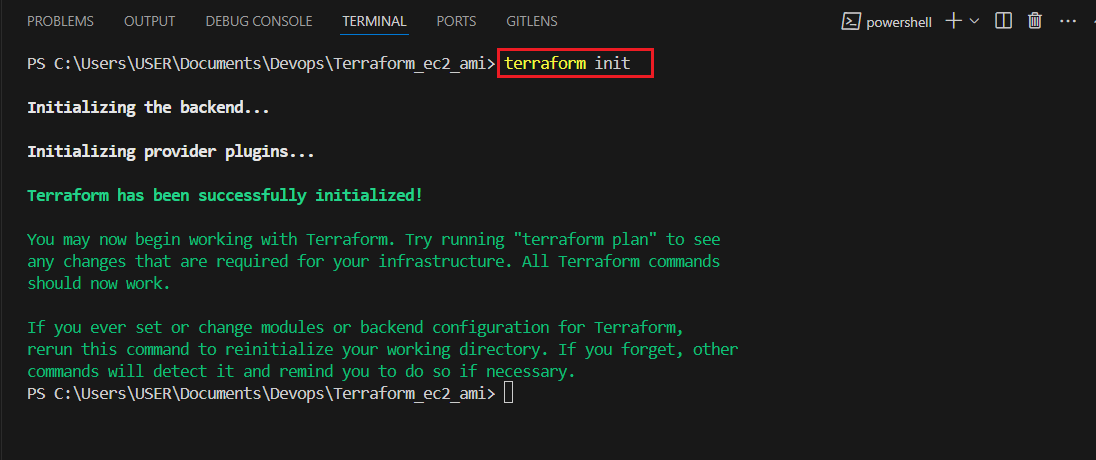 PROBLEMS OUTPUT DEBUG CONSOLE TERMINAL PORTS GITLENS powershell
PS C:\Users\USER\Documents\Devops\Terraform_ec2_ami> terraform init
Initializing the backend...
Initializing provider plugins...
Terraform has been successfully initialized!
You may now begin working with Terraform. Try running "terraform plan" to see
any changes that are required for your infrastructure. All Terraform commands
should now work.
If you ever set or change modules or backend configuration for Terraform,
rerun this command to reinitialize your working directory. If you forget, other
commands will detect it and remind you to do so if necessary.
PS C:\Users\USER\Documents\Devops\Terraform_ec2_ami>